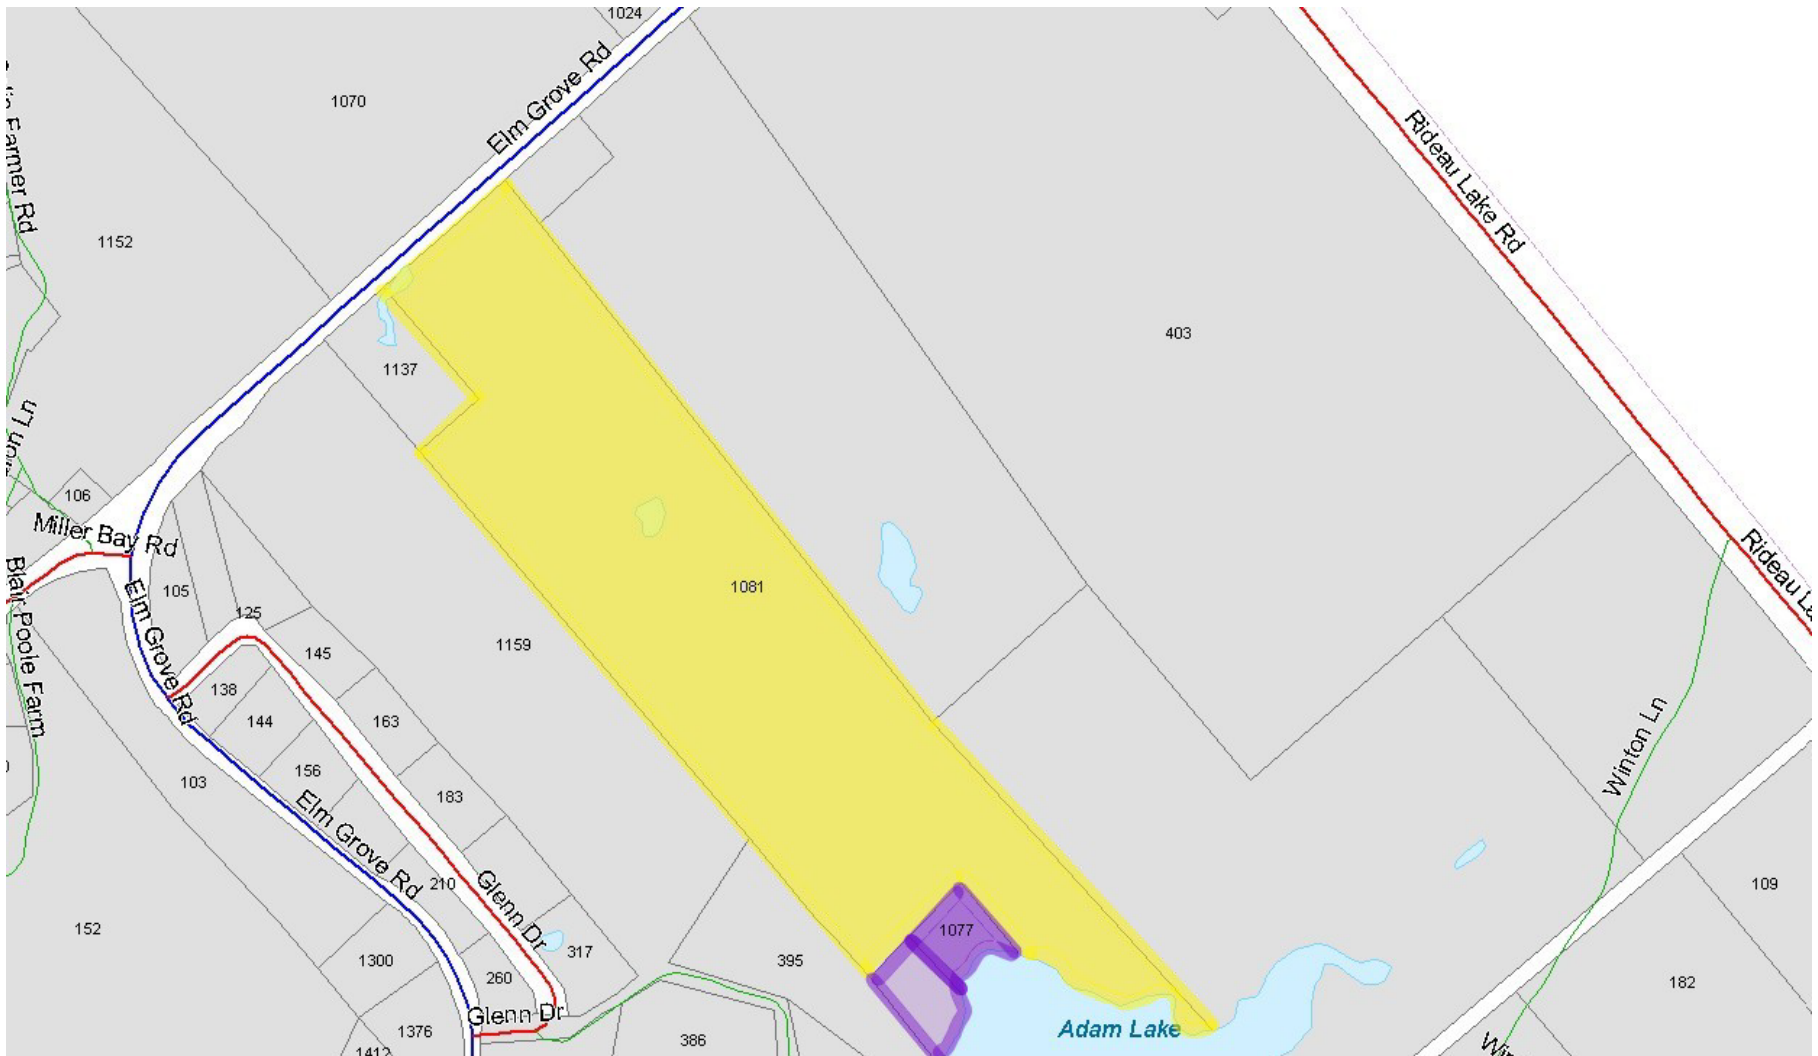 1024
1070
Elm Grove Rd
Rideau Lake Rd
Farmer Rd
1152
403
1137
Ln
106
Miller Bay Rd
Rideau La
Blair Poole Farm
105
Elm Grove Rd
125
1081
1159
145
138
144
163
Winton Ln
156
103
183
Elm Grove Rd
210
Glenn Dr
109
152
1077
317
1300
395
260
182
Glenn Dr
1376
Adam Lake
386
1412